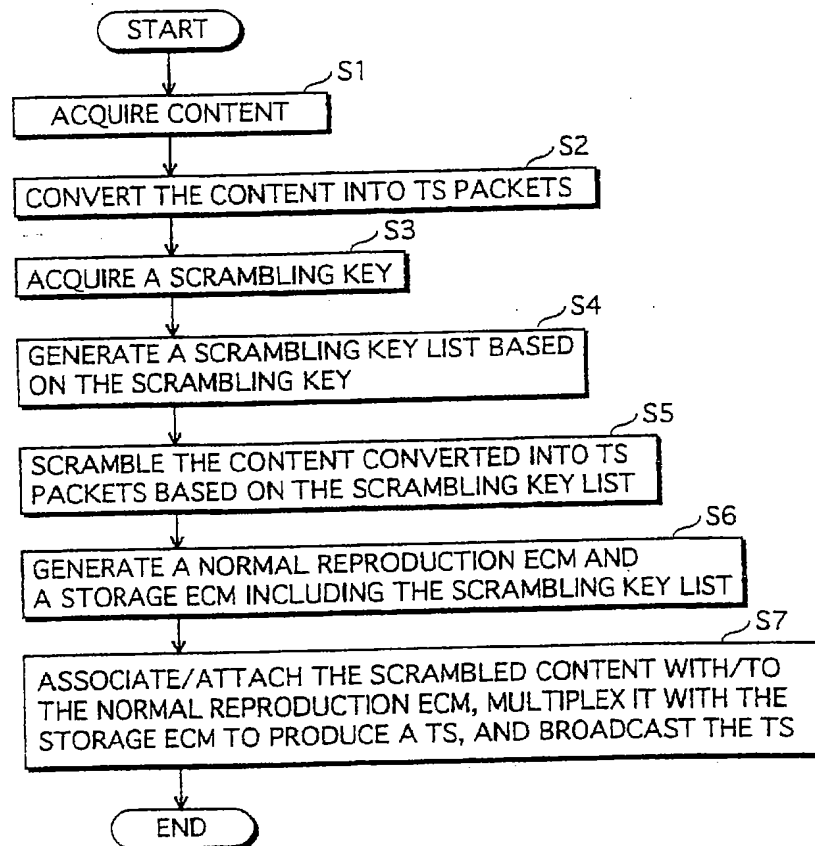 START
S1
ACQUIRE CONTENT
S2
CONVERT THE CONTENT INTO TS PACKETS
S3
ACQUIRE A SCRAMBLING KEY
S4
GENERATE A SCRAMBLING KEY LIST BASED
ON THE SCRAMBLING KEY
S5
SCRAMBLE THE CONTENT CONVERTED INTO TS
PACKETS BASED ON THE SCRAMBLING KEY LIST
S6
GENERATE A NORMAL REPRODUCTION ECM AND
A STORAGE ECM INCLUDING THE SCRAMBLING KEY LIST
S7
ASSOCIATE/ATTACH THE SCRAMBLED CONTENT WITH/TO
THE NORMAL REPRODUCTION ECM, MULTIPLEX IT WITH THE
STORAGE ECM TO PRODUCE A TS, AND BROADCAST THE TS
END